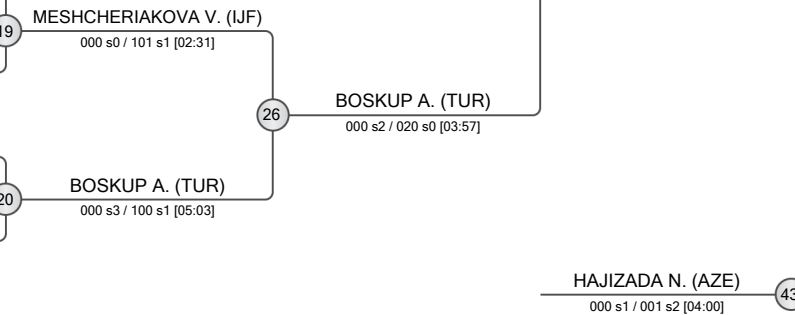 19
MESHCHERIAKOVA V. (IJF)
000 s0 / 101 s1 [02:31]
26
BOSKUP A. (TUR)
000 s2 / 020 s0 [03:57]
20
BOSKUP A. (TUR)
000 s3 / 100 s1 [05:03]
HAJIZADA N. (AZE)
43
000 s1 / 001 s2 [04:00]